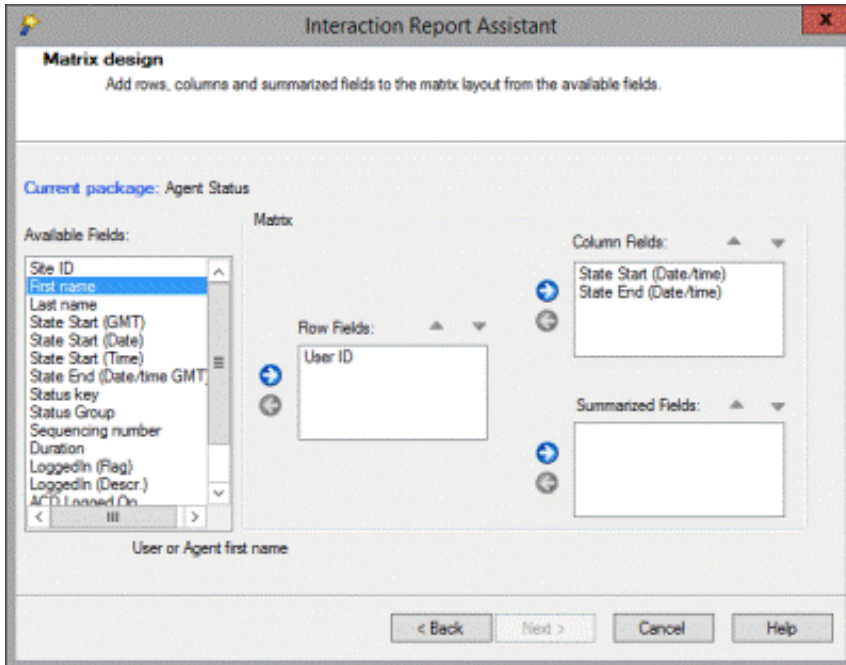 Interaction Report Assistant
x
Matrix design
Add rows, columns and summarized fields to the matrix layout from the available fields.
Current package: Agent Status
Available Fields:
Site ID
First name
Last name
State Start (GMT)
State Start (Date)
State Start (Time)
State End (Date/time GMT)
Status key
Status Group
Sequencing number
Duration
LoggedIn (Flag)
LoggedIn (Descr.)
ACD Logged On
User or Agent first name
Matrix
Row Fields:
User ID
Column Fields:
State Start (Date/time)
State End (Date/time)
Summarized Fields:
< Back
Next >
Cancel
Help